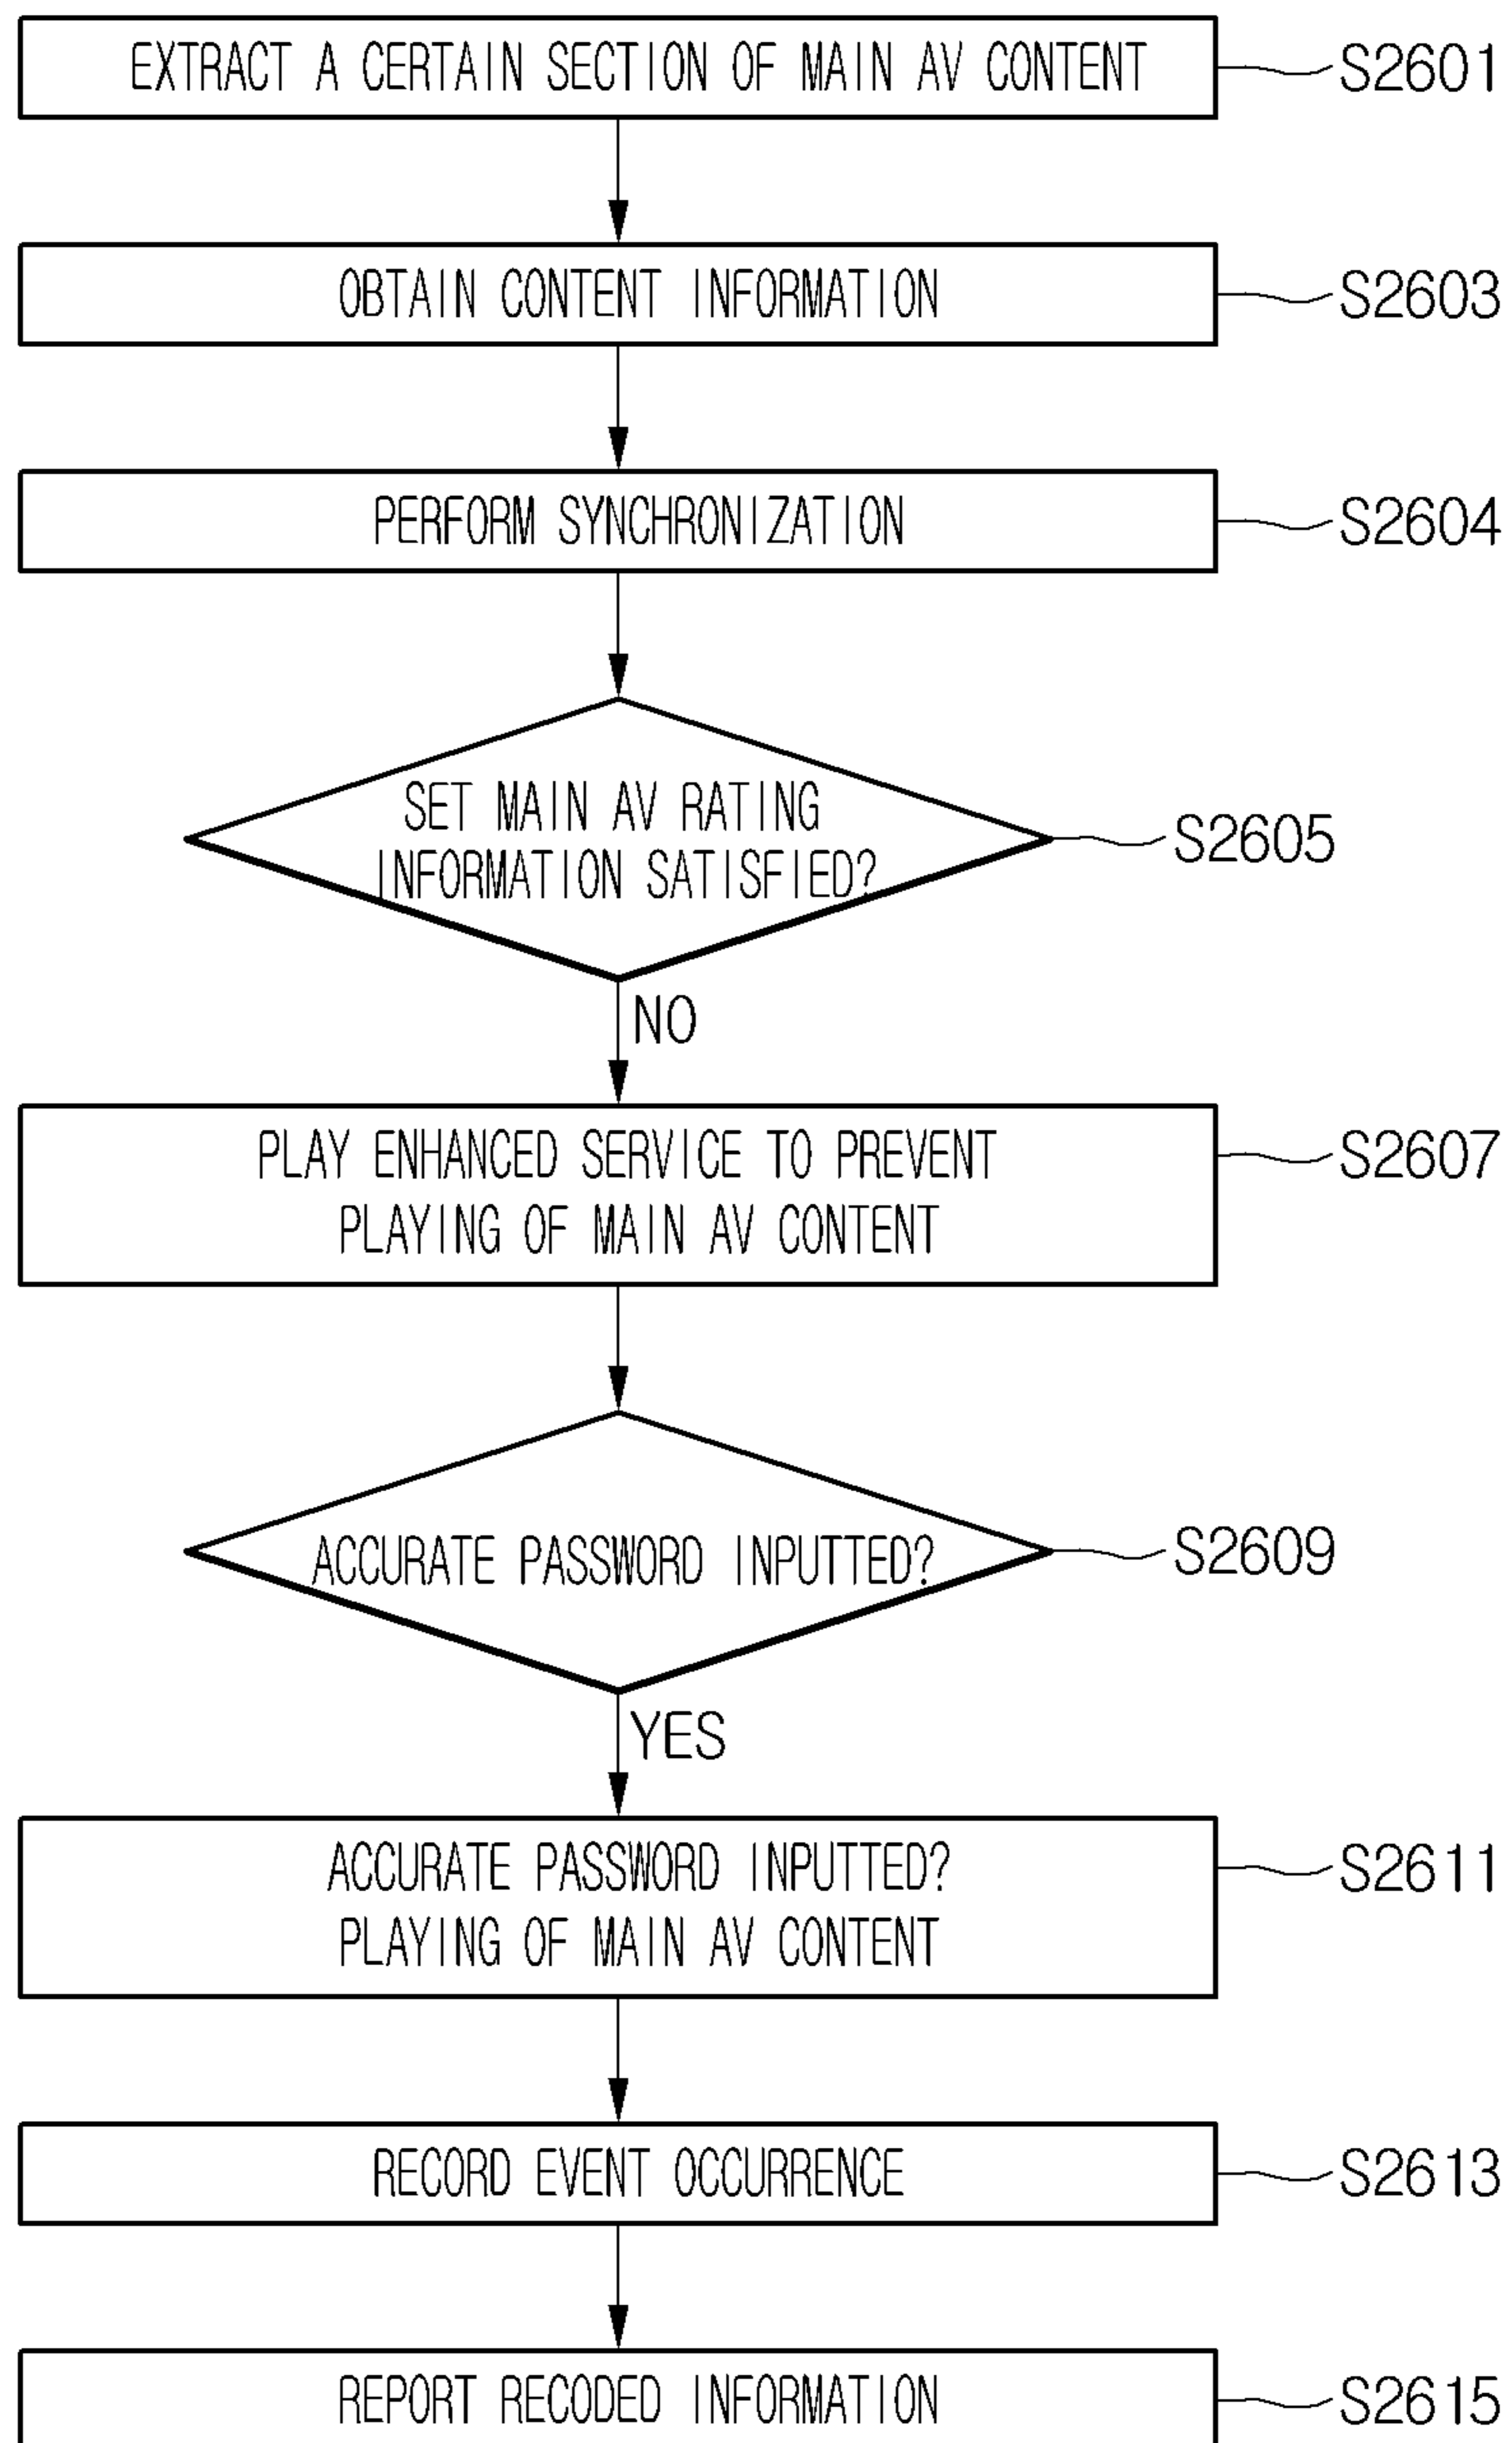 EXTRACT A CERTAIN SECTION OF MAIN AV CONTENT S2601
OBTAIN CONTENT INFORMATION S2603
PERFORM SYNCHRONIZATION S2604
SET MAIN AV RATING
INFORMATION SATISFIED?
S2605
NO
PLAY ENHANCED SERVICE TO PREVENT
PLAYING OF MAIN AV CONTENT
S2607
ACCURATE PASSWORD INPUTTED? S2609
YES
ACCURATE PASSWORD INPUTTED?
PLAYING OF MAIN AV CONTENT
S2611
RECORD EVENT OCCURRENCE S2613
REPORT RECODED INFORMATION S2615